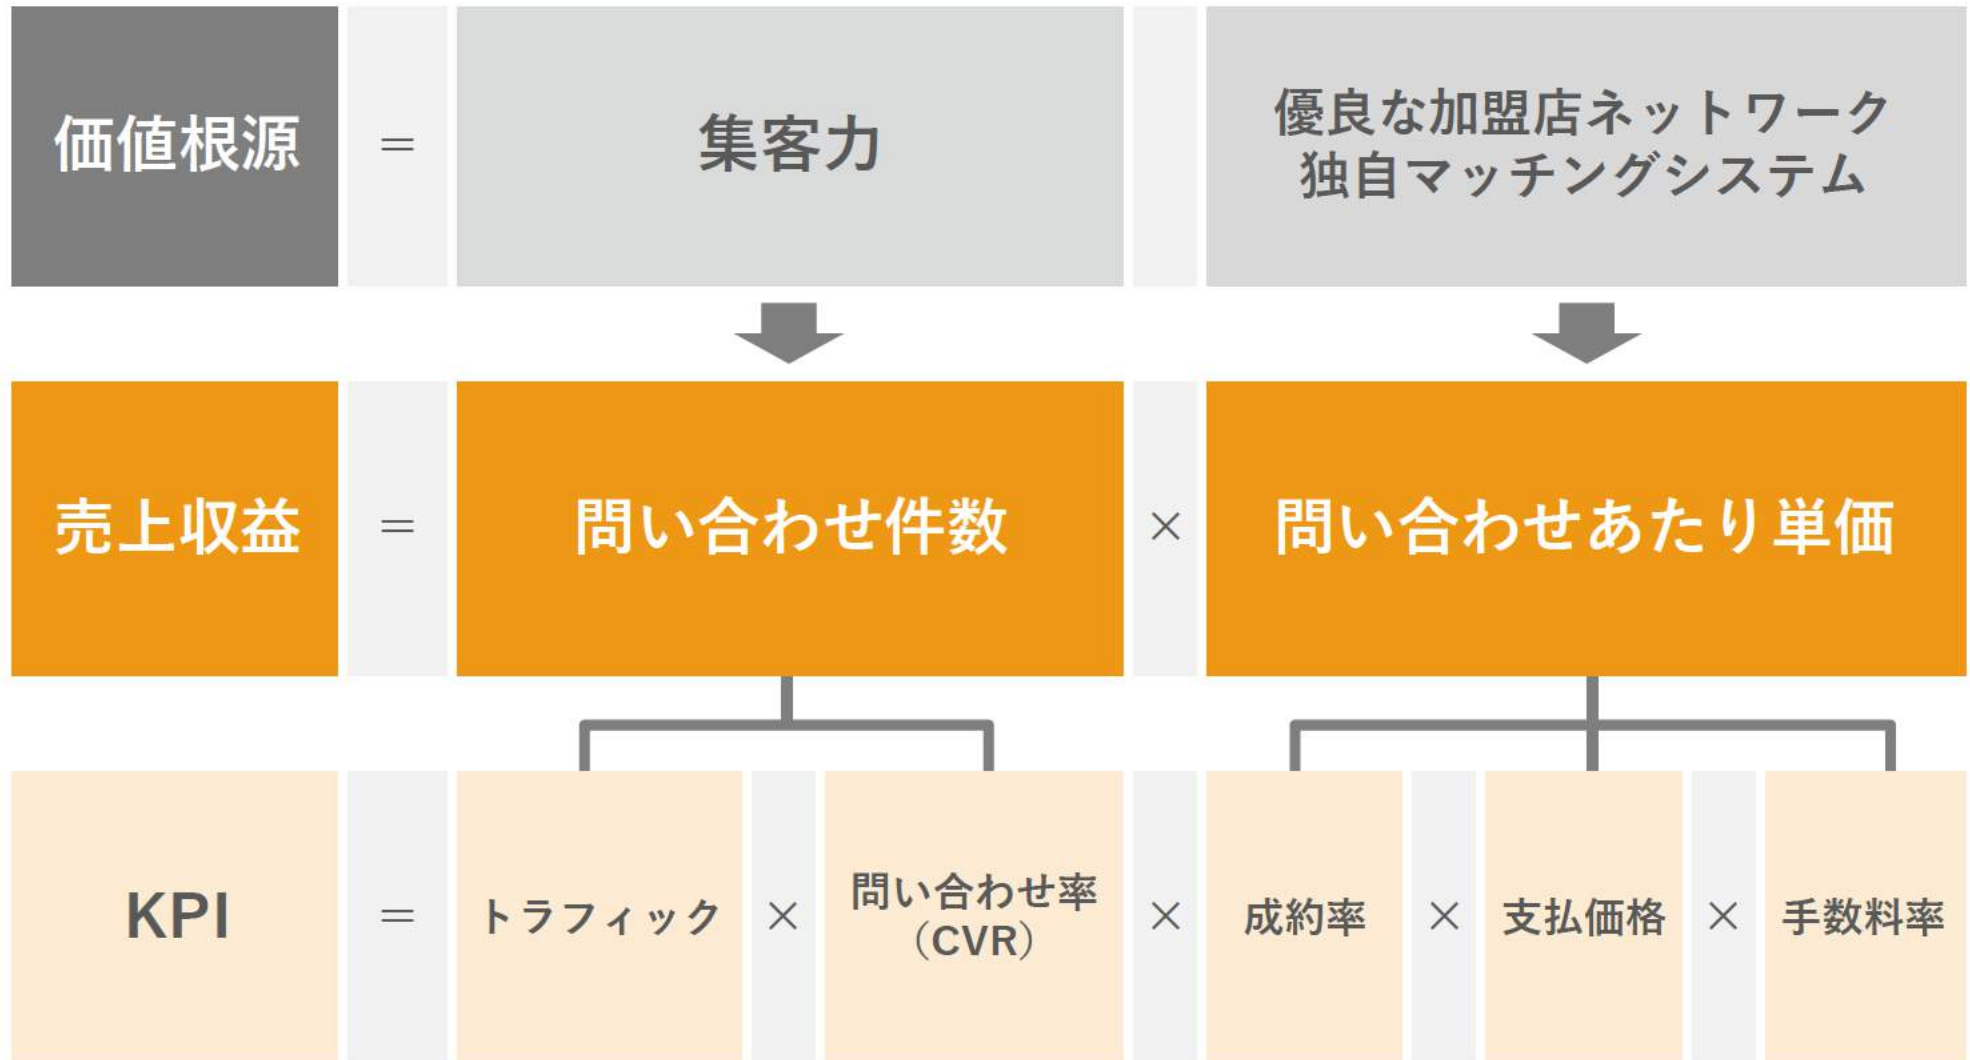 価値根源
=
集客力
優良な加盟店ネットワーク
独自マッチングシステム
売上収益
=
問い合わせ件数
×
問い合わせあたり単価
KPI
=
トラフィック
×
問い合わせ率
（CVR）
×
成約率
×
支払価格
×
手数料率